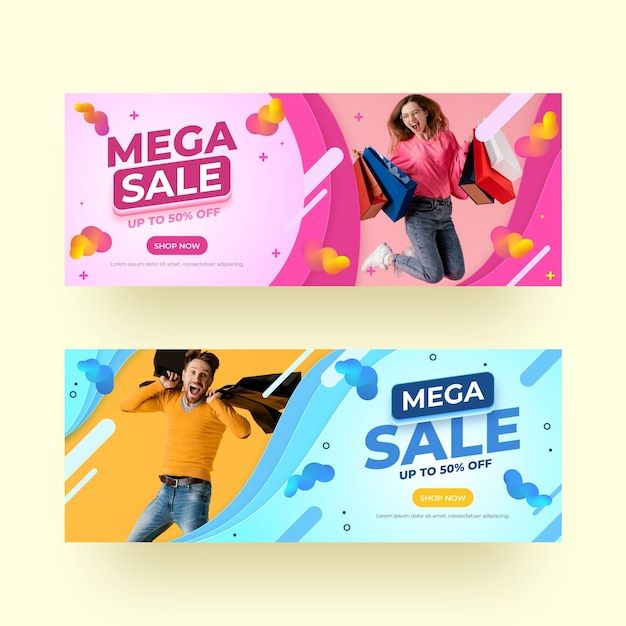 MEGA
SALE
UP TO 50% OFF
SHOP NOW
Lorem ipsum dolor sit amet, consectetuer adipiscing.
MEGA
SALE
UP TO 50% OFF
SHOP NOW
Lorem ipsum dolor sit amet, consectetuer adipiscing.